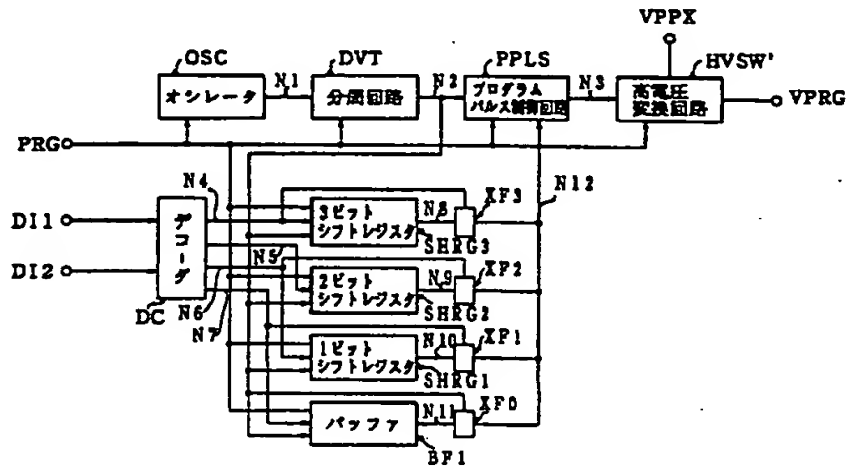 VPPX
OSC
DVT
PPLS
HVSW'
N1
N2
N3
オシレータ
分周回路
プログラム
パルス制御回路
高電圧
変換回路
VPRG
PRG
N4
N12
DI1
DI2
デコーダ
DC
N5
N6
N7
3ビット
シフトレジスタ
N8
SHRG3
XF3
2ビット
シフトレジスタ
N9
SHRG2
XF2
1ビット
シフトレジスタ
N10
SHRG1
XF1
バッファ
N11
BF1
XF0